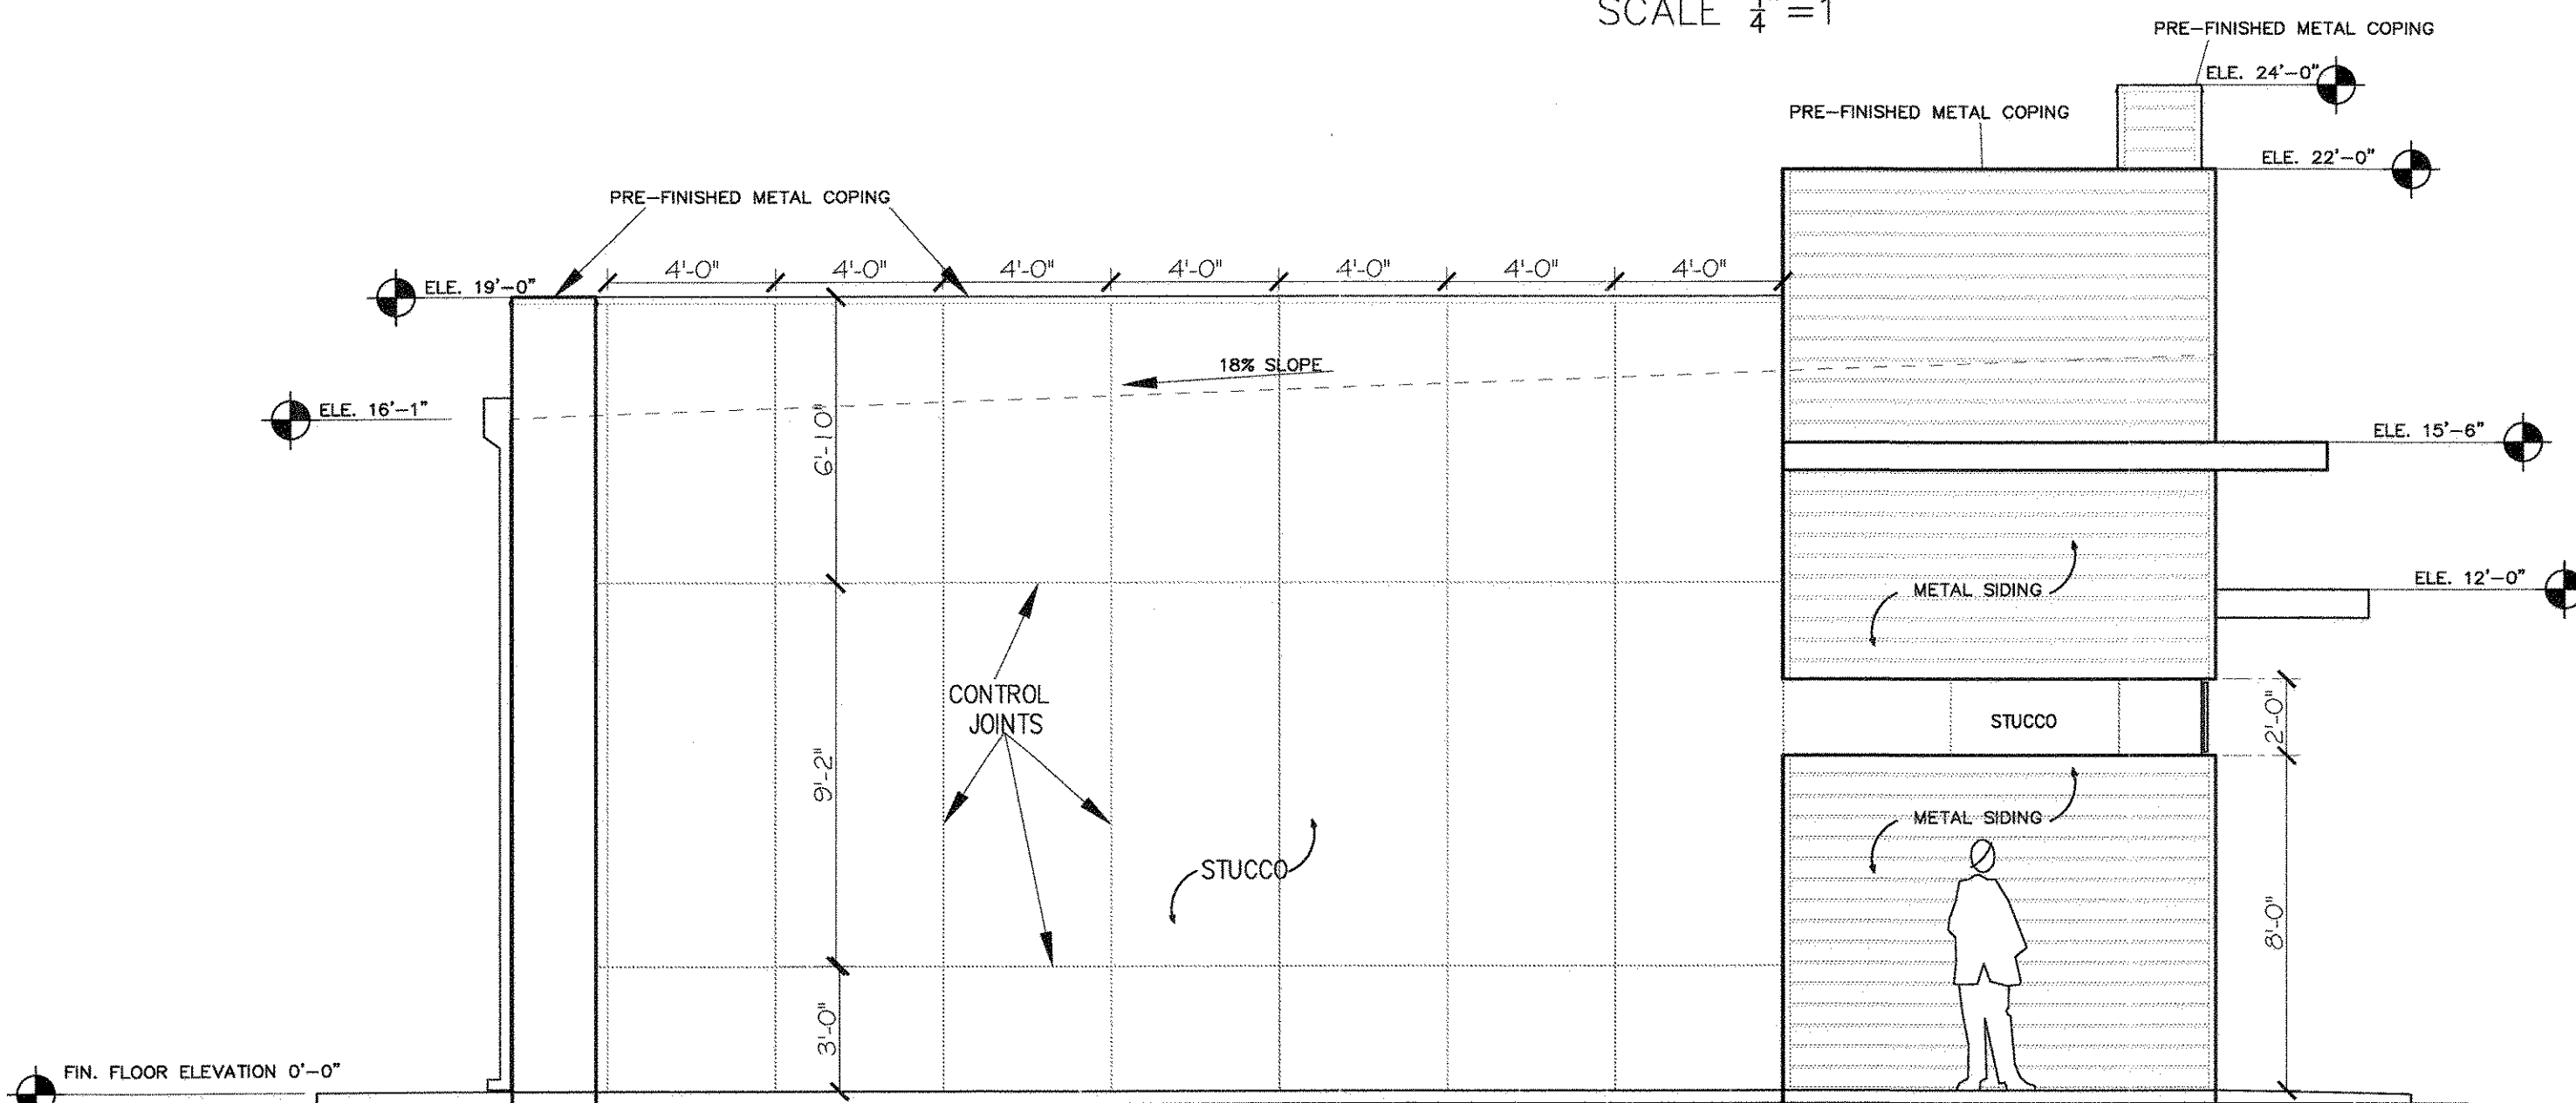 SCALE 1/4"=1
PRE-FINISHED METAL COPING
ELE. 24'-0"
PRE-FINISHED METAL COPING
ELE. 22'-0"
PRE-FINISHED METAL COPING
4'-0" 4'-0" 4'-0" 4'-0" 4'-0" 4'-0" 4'-0"
ELE. 19'-0"
18% SLOPE
ELE. 16'-1"
6'-10"
ELE. 15'-6"
METAL SIDING
ELE. 12'-0"
CONTROL
JOINTS
STUCCO
2'-0"
9'-2"
METAL SIDING
STUCCO
8'-0"
3'-0"
FIN. FLOOR ELEVATION 0'-0"